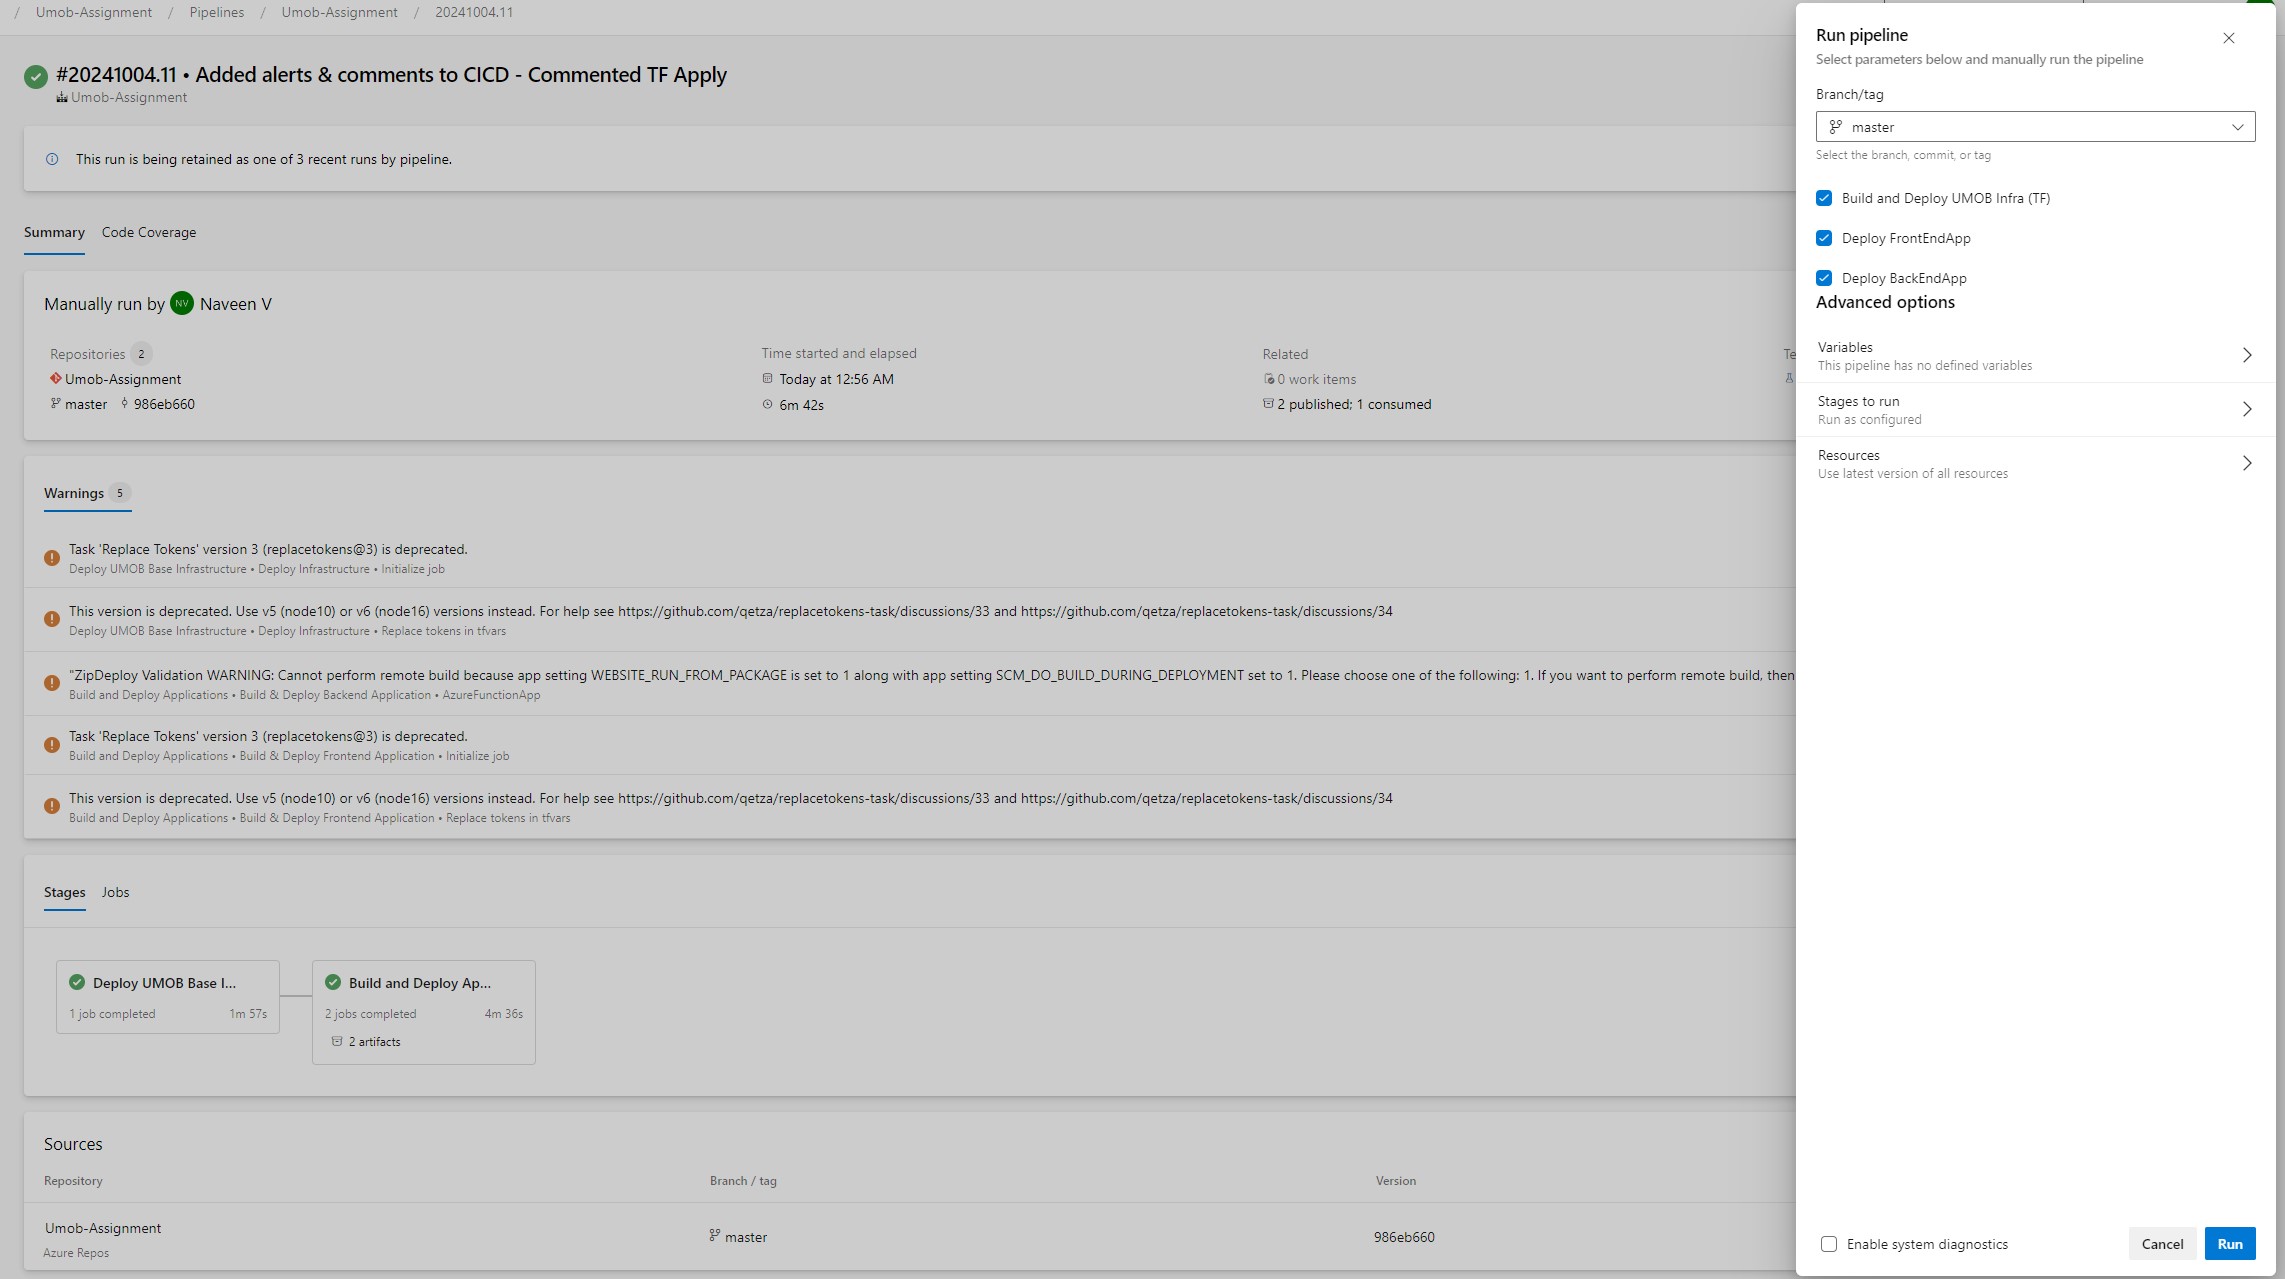 / Umob-Assignment / Pipelines / Umob-Assignment / 20241004.11
#20241004.11 • Added alerts & comments to CICD - Commented TF Apply
Umob-Assignment
This run is being retained as one of 3 recent runs by pipeline.
Summary Code Coverage
Manually run by NV Naveen V
Repositories 2
Umob-Assignment
master 986eb660
Time started and elapsed
Today at 12:56 AM
6m 42s
Related
0 work items
2 published; 1 consumed
Te
Warnings 5
Task 'Replace Tokens' version 3 (replacetokens@3) is deprecated.
Deploy UMOB Base Infrastructure • Deploy Infrastructure • Initialize job
This version is deprecated. Use v5 (node10) or v6 (node16) versions instead. For help see https://github.com/qetza/replacetokens-task/discussions/33 and https://github.com/qetza/replacetokens-task/discussions/34
Deploy UMOB Base Infrastructure • Deploy Infrastructure • Replace tokens in tfvars
"ZipDeploy Validation WARNING: Cannot perform remote build because app setting WEBSITE_RUN_FROM_PACKAGE is set to 1 along with app setting SCM_DO_BUILD_DURING_DEPLOYMENT set to 1. Please choose one of the following: 1. If you want to perform remote build, then
Build and Deploy Applications • Build & Deploy Backend Application • AzureFunctionApp
Task 'Replace Tokens' version 3 (replacetokens@3) is deprecated.
Build and Deploy Applications • Build & Deploy Frontend Application • Initialize job
This version is deprecated. Use v5 (node10) or v6 (node16) versions instead. For help see https://github.com/qetza/replacetokens-task/discussions/33 and https://github.com/qetza/replacetokens-task/discussions/34
Build and Deploy Applications • Build & Deploy Frontend Application • Replace tokens in tfvars
Stages Jobs
Deploy UMOB Base I...
1 job completed 1m 57s
Build and Deploy Ap...
2 jobs completed 4m 36s
2 artifacts
Sources
Repository Branch / tag Version
Umob-Assignment
Azure Repos
master
986eb660
Run pipeline
Select parameters below and manually run the pipeline
Branch/tag
master
Select the branch, commit, or tag
Build and Deploy UMOB Infra (TF)
Deploy FrontEndApp
Deploy BackEndApp
Advanced options
Variables
This pipeline has no defined variables
Stages to run
Run as configured
Resources
Use latest version of all resources
Enable system diagnostics
Cancel
Run